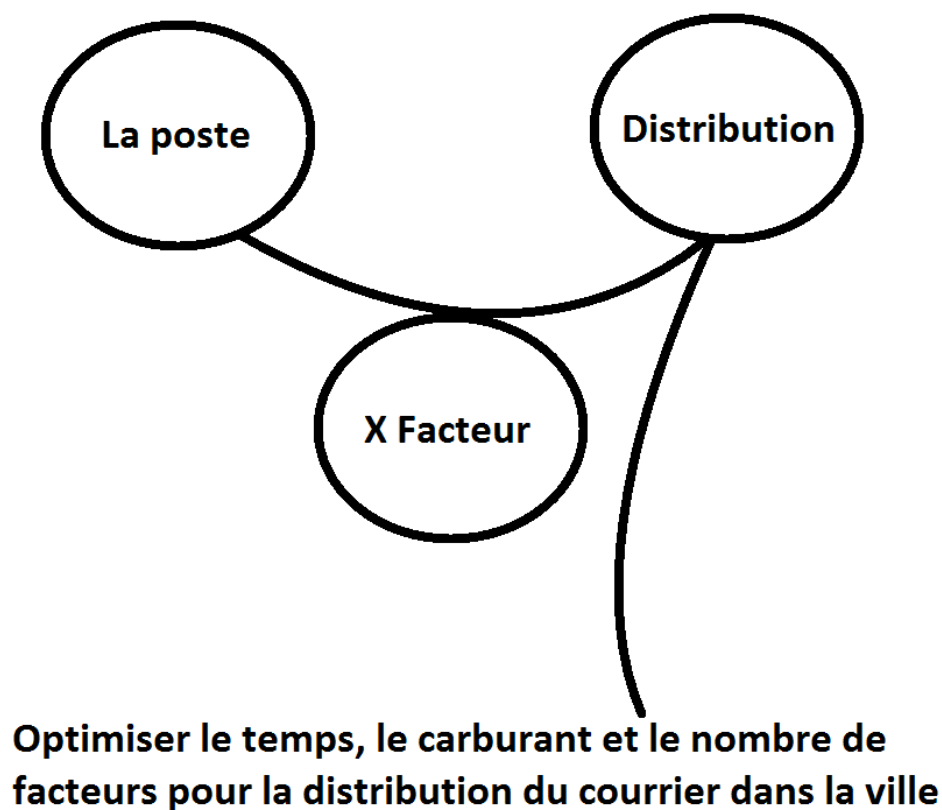 La poste
Distribution
X Facteur
Optimiser le temps, le carburant et le nombre de
facteurs pour la distribution du courrier dans la ville